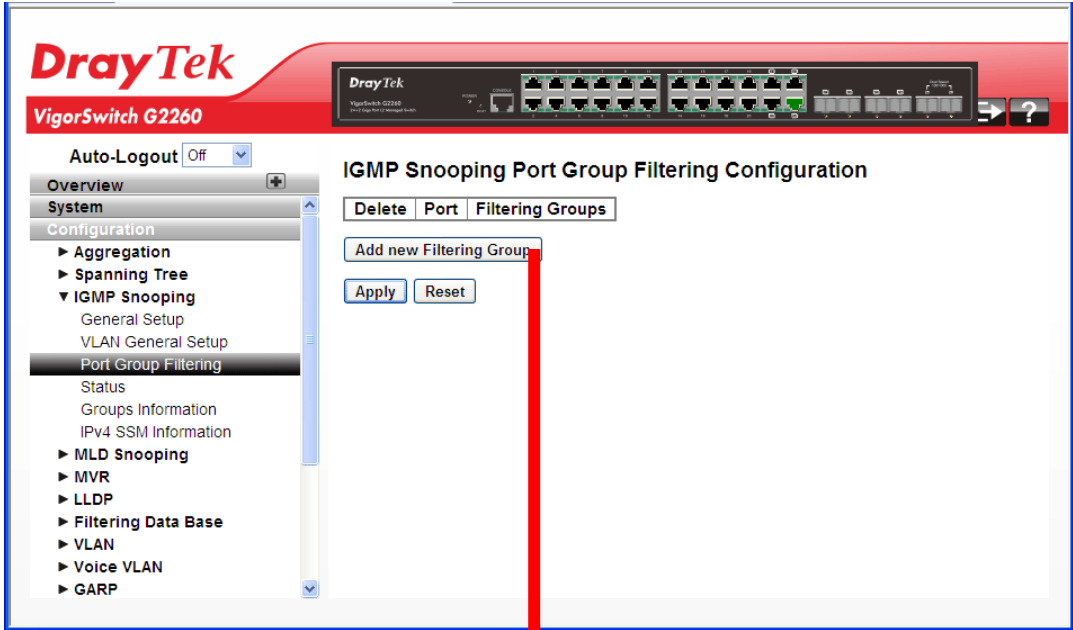 DrayTek
VigorSwitch G2260
DrayTek
VigorSwitch G2260
POWER
CONSOLE
?
Auto-Logout Off
Overview
System
Configuration
Aggregation
Spanning Tree
IGMP Snooping
General Setup
VLAN General Setup
Port Group Filtering
Status
Groups Information
IPv4 SSM Information
MLD Snooping
MVR
LLDP
Filtering Data Base
VLAN
Voice VLAN
GARP
IGMP Snooping Port Group Filtering Configuration
Delete Port Filtering Groups
Add new Filtering Group
Apply Reset